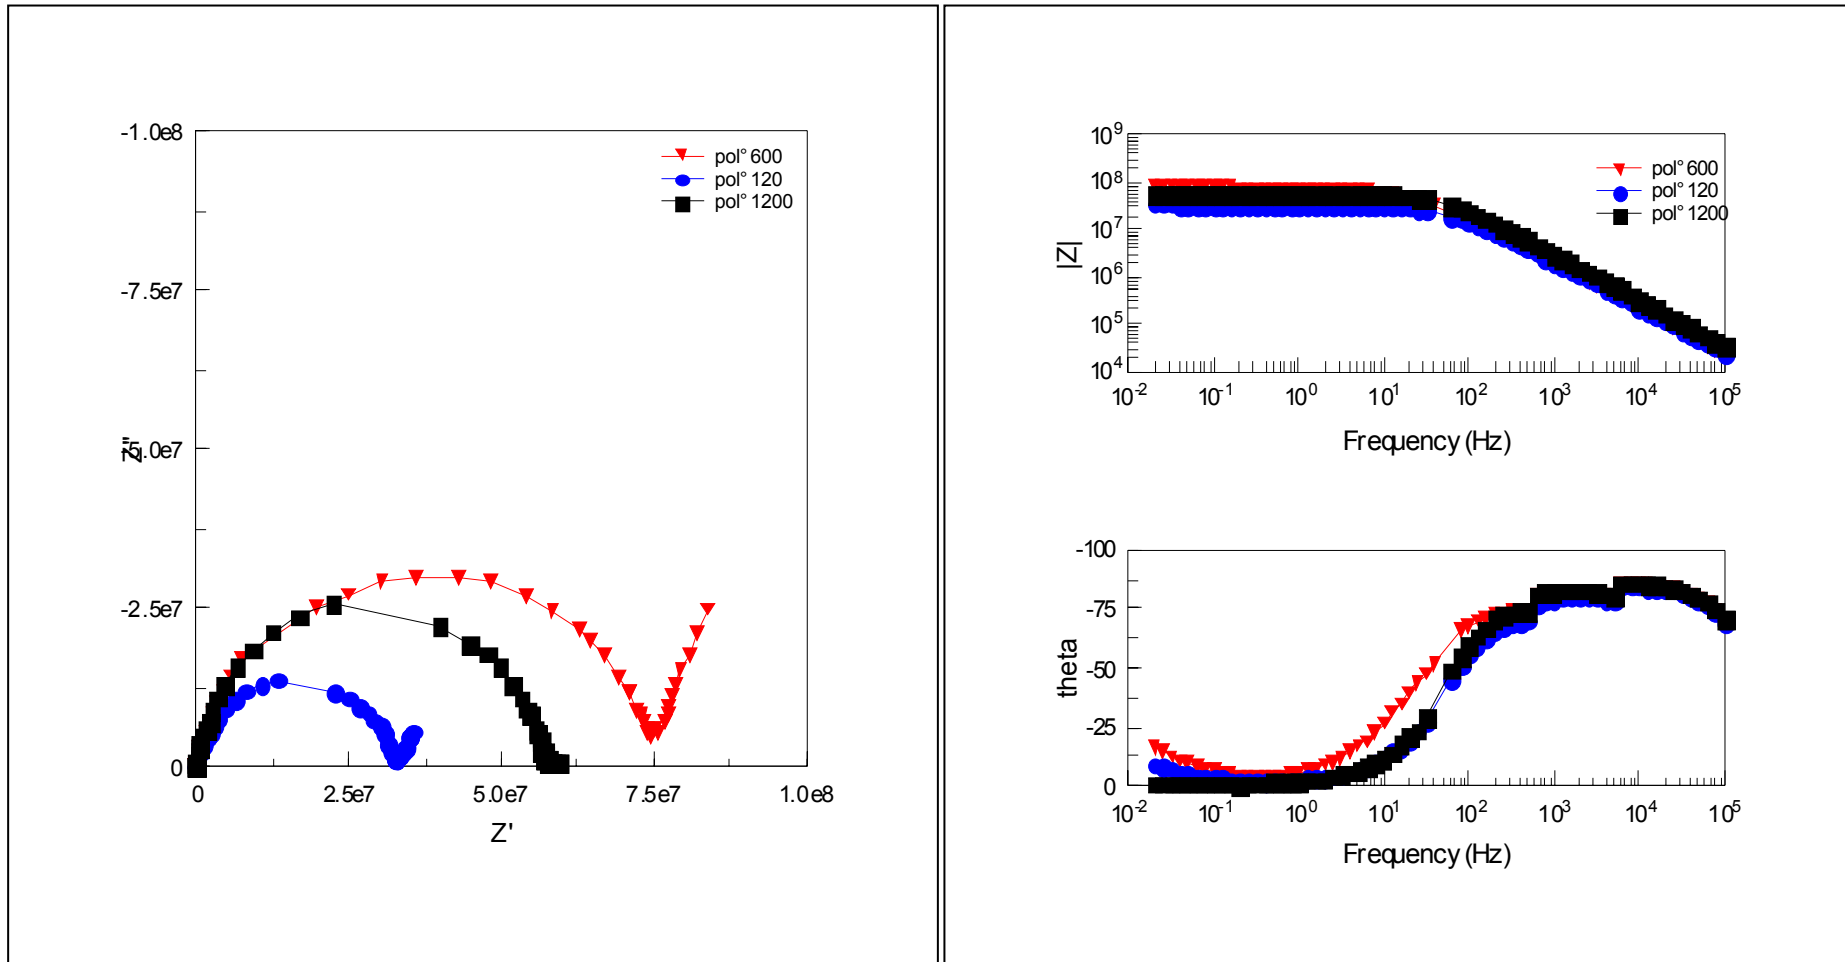 -1.0e8
pol° 600
pol° 120
pol° 1200
-7.5e7
-5.0e7
Z''
-2.5e7
0
0 2.5e7 5.0e7 7.5e7 1.0e8
Z'
10^9
10^8
10^7
10^6
10^5
10^4
|Z|
pol° 600
pol° 120
pol° 1200
10^-2 10^-1 10^0 10^1 10^2 10^3 10^4 10^5
Frequency (Hz)
-100
-75
-50
-25
0
theta
10^-2 10^-1 10^0 10^1 10^2 10^3 10^4 10^5
Frequency (Hz)